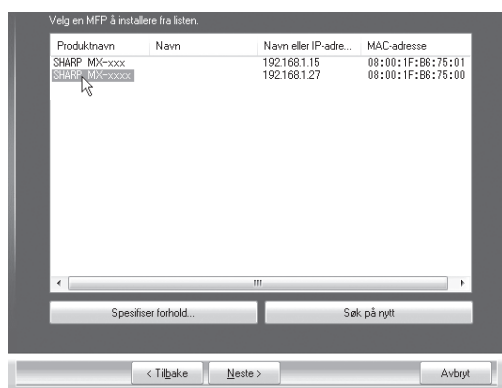 Velg en MFP å installere fra listen.
Produktnavn Navn Navn eller IP-adre... MAC-adresse
SHARP MX-xxx 192.168.1.15 08:00:1F:B6:75:01
SHARP MX-xxxx 192.168.1.27 08:00:1F:B6:75:00
Spesifiser forhold... Søk på nytt
< Tilbake Neste > Avbryt